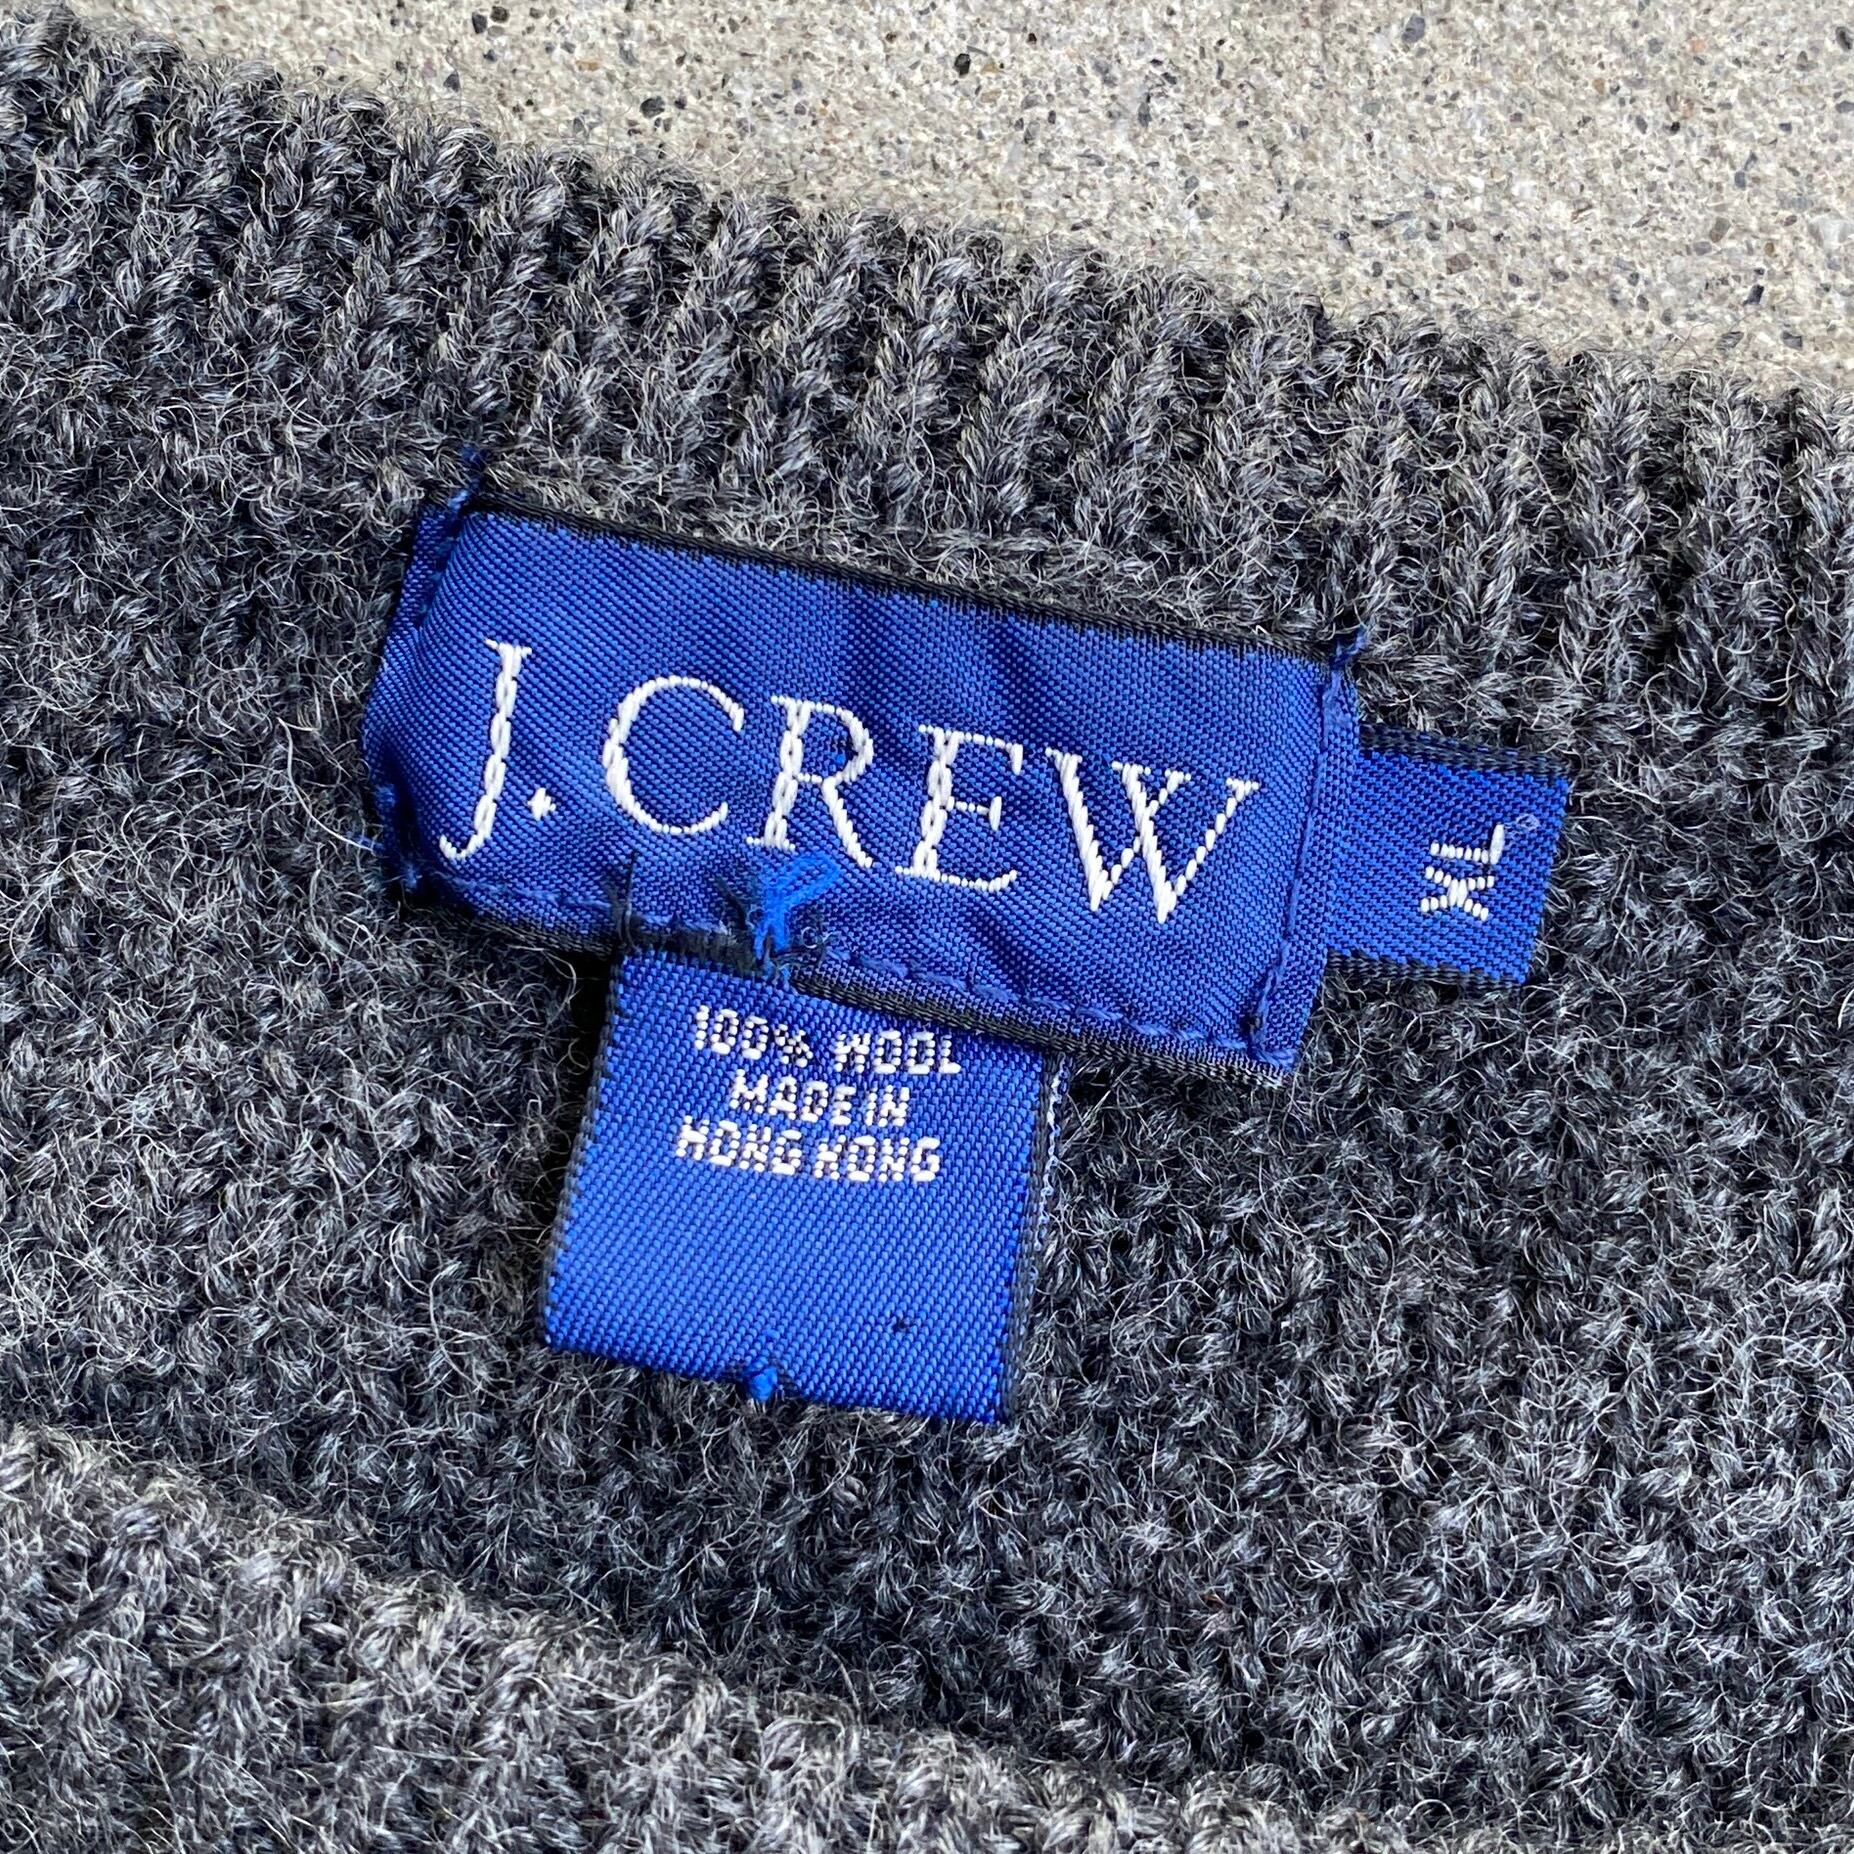 J.CREW
XL
100% WOOL
MADE IN
HONG KONG